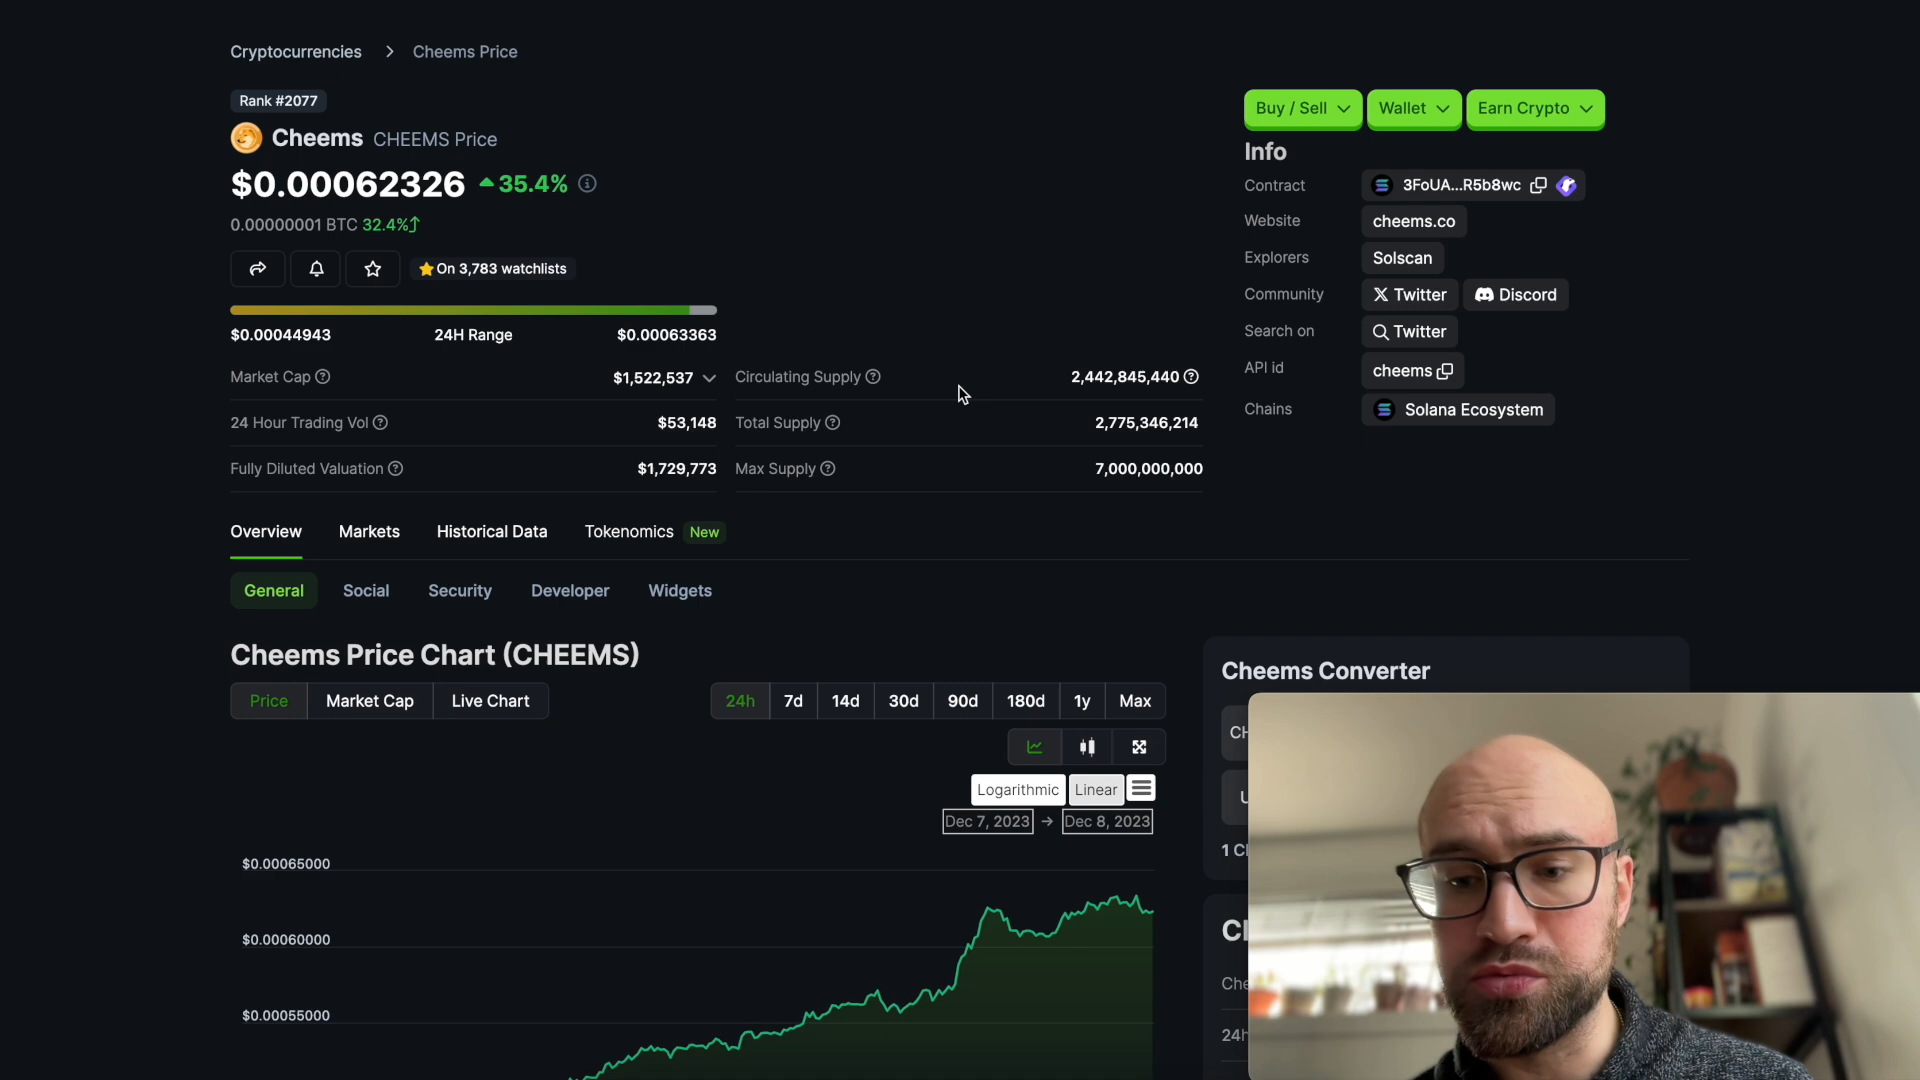 Cryptocurrencies > Cheems Price
Rank #2077
Cheems CHEEMS Price
$0.00062326 35.4%
0.00000001 BTC 32.4%
On 3,783 watchlists
$0.00044943 24H Range $0.00063363
Market Cap $1,522,537
24 Hour Trading Vol $53,148
Fully Diluted Valuation $1,729,773
Circulating Supply 2,442,845,440
Total Supply 2,775,346,214
Max Supply 7,000,000,000
Buy / Sell Wallet Earn Crypto
Info
Contract 3FoUA...R5b8wc
Website cheems.co
Explorers Solscan
Community Twitter Discord
Search on Twitter
API id cheems
Chains Solana Ecosystem
Overview Markets Historical Data Tokenomics New
General Social Security Developer Widgets
Cheems Price Chart (CHEEMS)
Price Market Cap Live Chart
24h 7d 14d 30d 90d 180d 1y Max
Logarithmic Linear
Dec 7, 2023 → Dec 8, 2023
$0.00065000
$0.00060000
$0.00055000
Cheems Converter